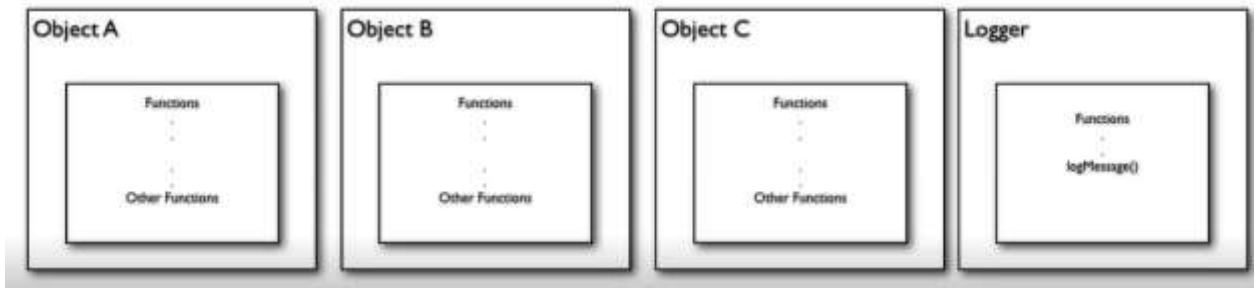 Object A
Functions
Other Functions
Object B
Functions
Other Functions
Object C
Functions
Other Functions
Logger
Functions
logMessage()